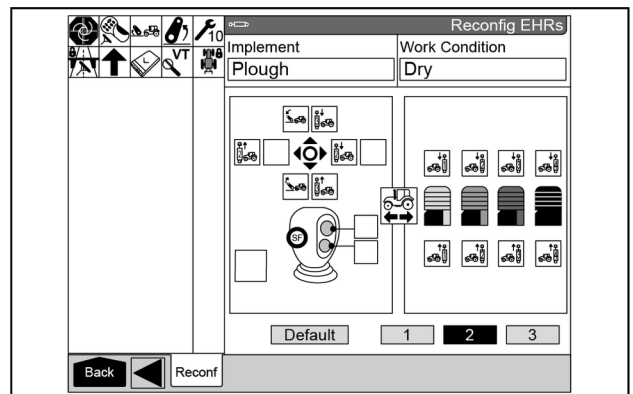 10
Reconfig EHRs
VT
L
Implement
Work Condition
Plough
Dry
SF
Default
1
2
3
Back
Reconf